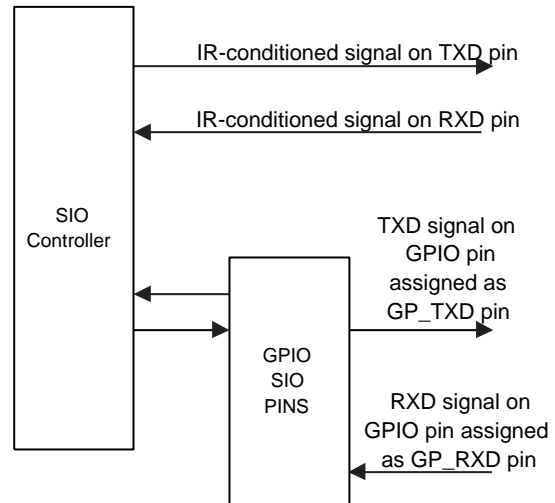 IR-conditioned signal on TXD pin
IR-conditioned signal on RXD pin
SIO
Controller
TXD signal on
GPIO pin
assigned as
GP_TXD pin
GPIO
SIO
PINS
RXD signal on
GPIO pin assigned
as GP_RXD pin